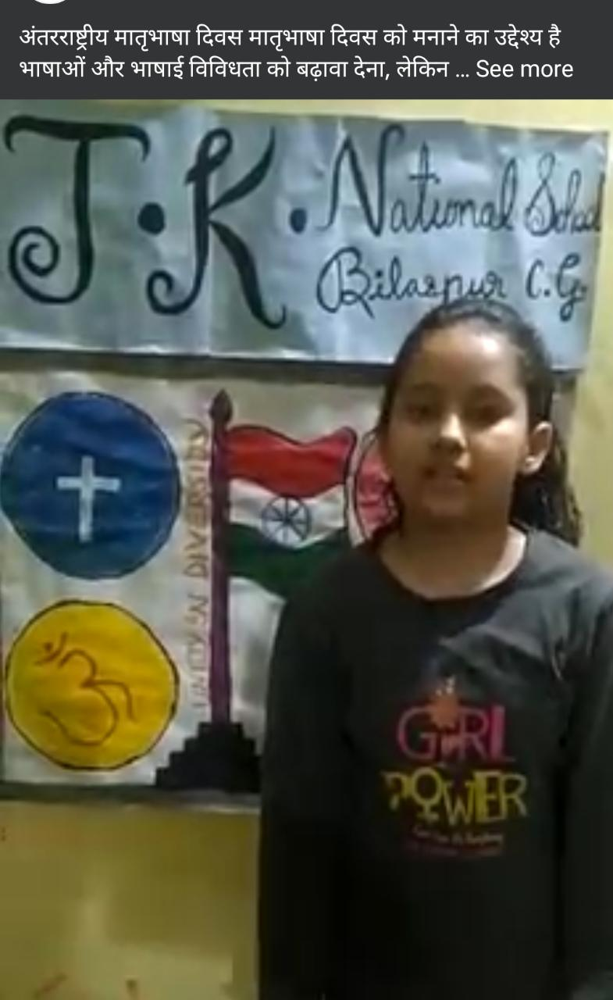 अंतरराष्ट्रीय मातृभाषा दिवस मातृभाषा दिवस को मनाने का उद्देश्य है
भाषाओं और भाषाई विविधता को बढ़ावा देना, लेकिन ... See more
J.K. National School
Bilaspur C.G.
UNITY IN DIVERSITY
ॐ
GIRL
POWER